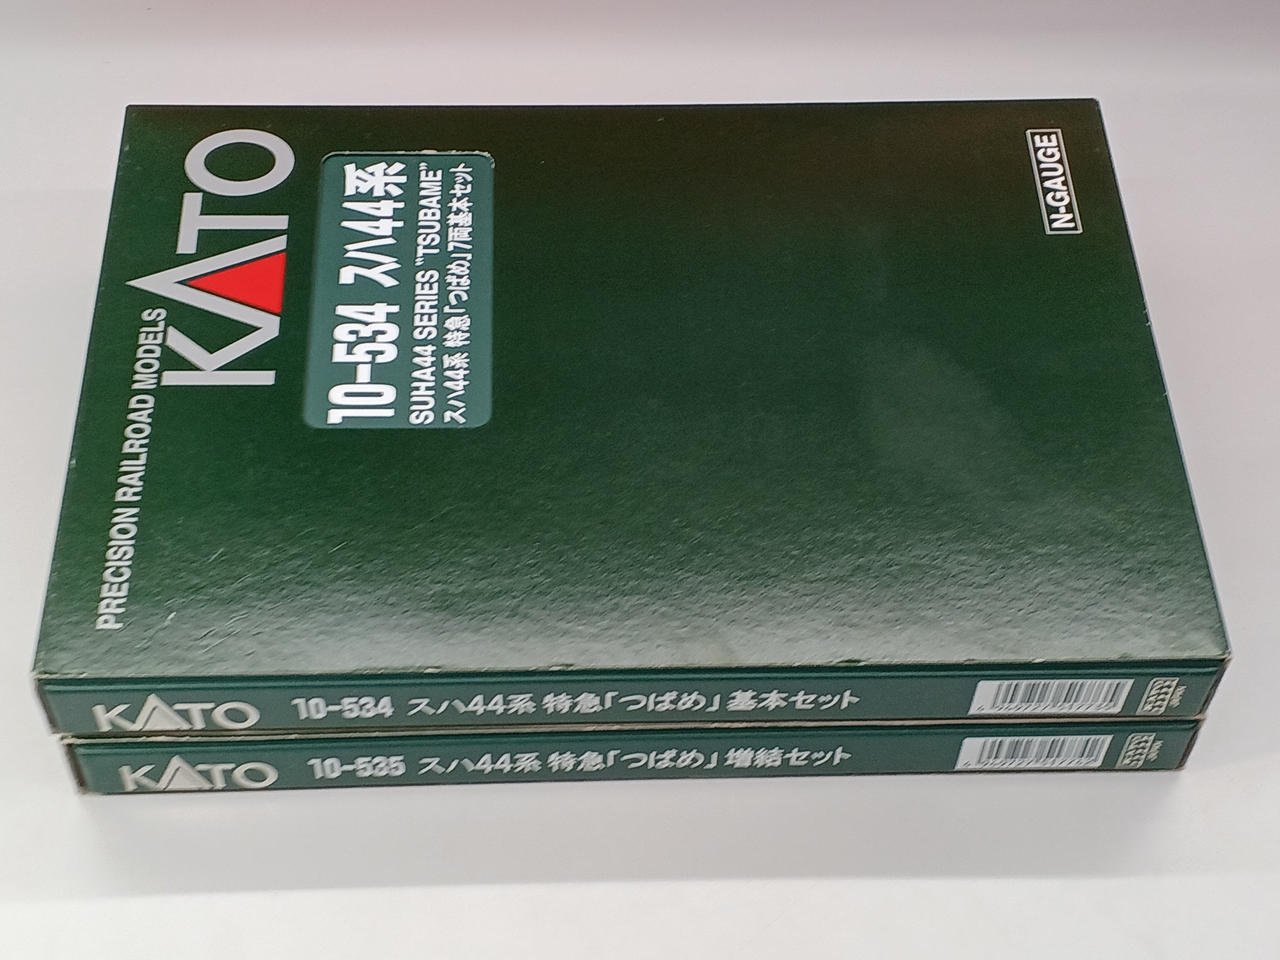 PRECISION RAILROAD MODELS
KATO
10-534 スハ44系
SUHA44 SERIES "TSUBAME"
スハ44系 特急「つばめ」7両基本セット
N-GAUGE
KATO 10-534 スハ44系 特急「つばめ」基本セット
KATO 10-535 スハ44系 特急「つばめ」増結セット